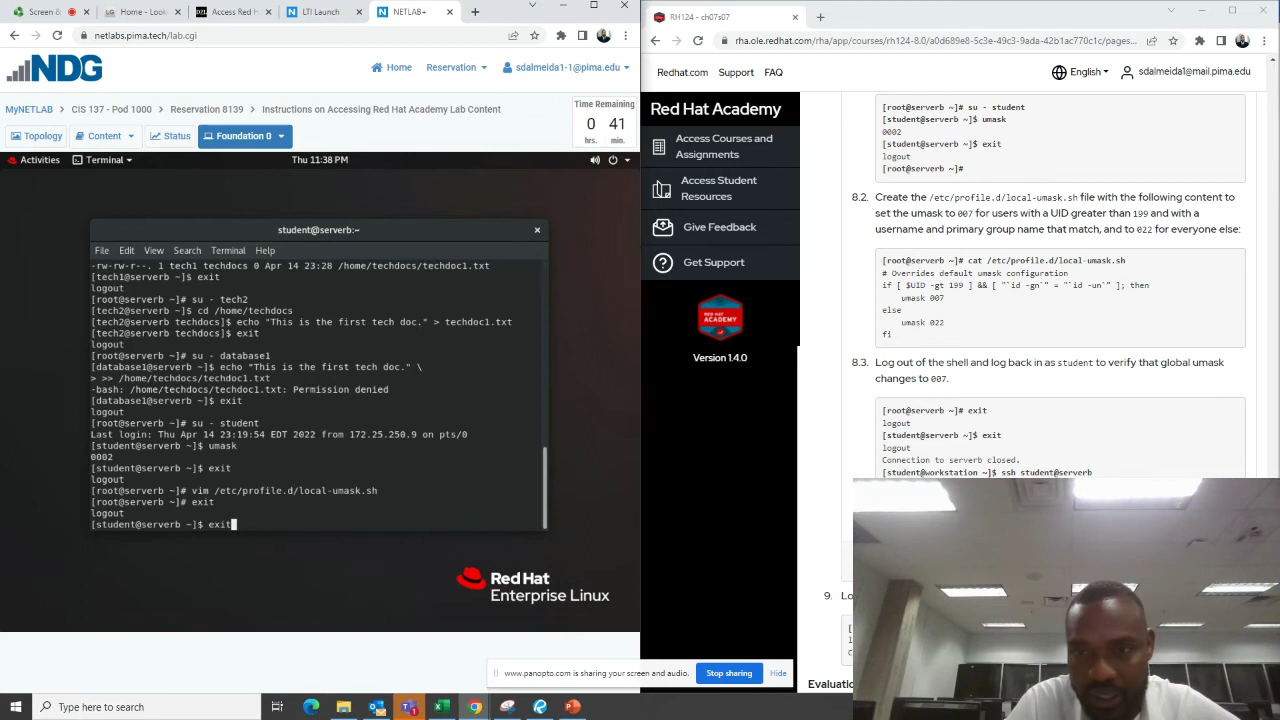 Screen &
Home - Look
Access Red H
LTI Launch
NETLAB+
netlabs.pima.tech/lab.cgi
NDG
Home
Reservation
sdalmeida1-1@pima.edu
MyNETLAB > CIS 137 - Pod 1000 > Reservation 8139 > Instructions on Accessing Red Hat Academy Lab Content
Time Remaining
0 41
hrs. min.
Topology
Content
Status
Foundation 0
Activities
Terminal
Thu 11:38 PM
student@serverb:~
File Edit View Search Terminal Help
-rw-rw-r--. 1 tech1 techdocs 0 Apr 14 23:28 /home/techdocs/techdoc1.txt
[tech1@serverb ~]$ exit
logout
[root@serverb ~]# su - tech2
[tech2@serverb ~]$ cd /home/techdocs
[tech2@serverb techdocs]$ echo "This is the first tech doc." > techdoc1.txt
[tech2@serverb techdocs]$ exit
logout
[root@serverb ~]# su - database1
[database1@serverb ~]$ echo "This is the first tech doc." \
> >> /home/techdocs/techdoc1.txt
-bash: /home/techdocs/techdoc1.txt: Permission denied
[database1@serverb ~]$ exit
logout
[root@serverb ~]# su - student
Last login: Thu Apr 14 23:19:54 EDT 2022 from 172.25.250.9 on pts/0
[student@serverb ~]$ umask
0002
[student@serverb ~]$ exit
logout
[root@serverb ~]# vim /etc/profile.d/local-umask.sh
[root@serverb ~]# exit
logout
[student@serverb ~]$ exit
Red Hat
Enterprise Linux
www.panopto.com is sharing your screen and audio.
Stop sharing
Hide
Type here to search
RH124 - ch07s07
rha.ole.redhat.com/rha/app/courses/rh124-8.0/a0d689e8-5c3e-49c3-9ada-42b1ac770c1c/pages...
Redhat.com Support FAQ
English
sdalmeida1@mail.pima.edu
Red Hat Academy
Access Courses and
Assignments
Access Student
Resources
Give Feedback
Get Support
RED HAT
ACADEMY
Version 1.4.0
[root@serverb ~]# su - student
[student@serverb ~]$ umask
0002
[student@serverb ~]$ exit
logout
[root@serverb ~]#
8.2. Create the /etc/profile.d/local-umask.sh file with the following content to
set the umask to 007 for users with a UID greater than 199 and with a
username and primary group name that match, and to 022 for everyone else:
[root@serverb ~]# cat /etc/profile.d/local-umask.sh
# Overrides default umask configuration
if [ $UID -gt 199 ] && [ "`id -gn`" = "`id -un`" ]; then
umask 007
else
umask 022
fi
8.3. Log out of the shell and log back in as student to verify that global umask
changes to 007.
[root@serverb ~]# exit
logout
[student@serverb ~]$ exit
logout
Connection to serverb closed.
[student@workstation ~]$ ssh student@serverb
9. Lo
Evaluatio